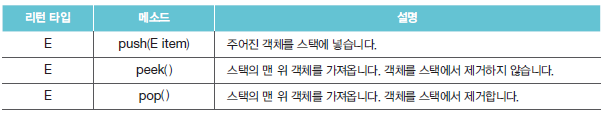 리턴 타입 메소드 설명
E push(E item) 주어진 객체를 스택에 넣습니다.
E peek() 스택의 맨 위 객체를 가져옵니다. 객체를 스택에서 제거하지 않습니다.
E pop() 스택의 맨 위 객체를 가져옵니다. 객체를 스택에서 제거합니다.